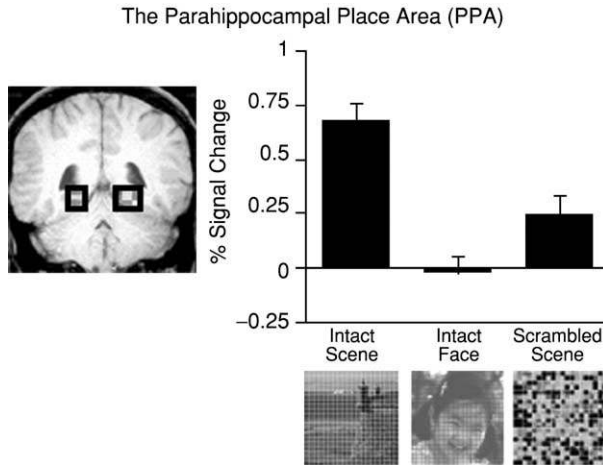 The Parahippocampal Place Area (PPA)
% Signal Change
1
0.75
0.5
0.25
0
−0.25
Intact
Scene
Intact
Face
Scrambled
Scene